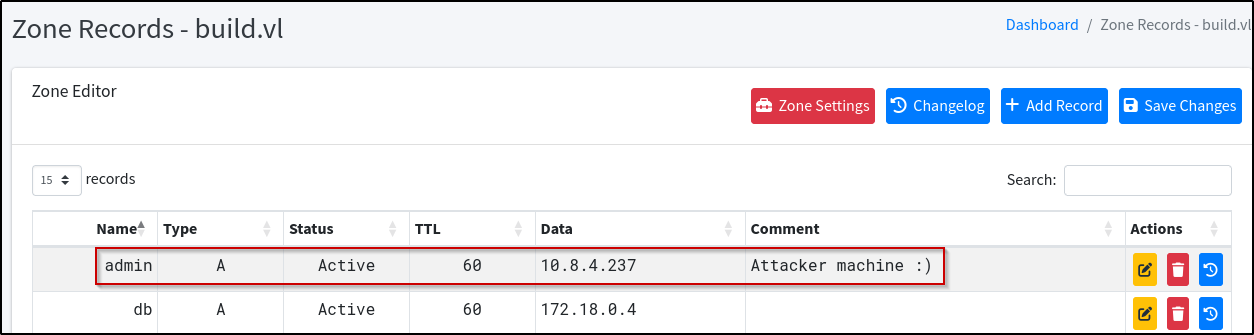 Zone Records - build.vl
Dashboard / Zone Records - build.vl
Zone Editor
Zone Settings Changelog Add Record Save Changes
15 records Search:
Name Type Status TTL Data Comment Actions
admin A Active 60 10.8.4.237 Attacker machine :)
db A Active 60 172.18.0.4